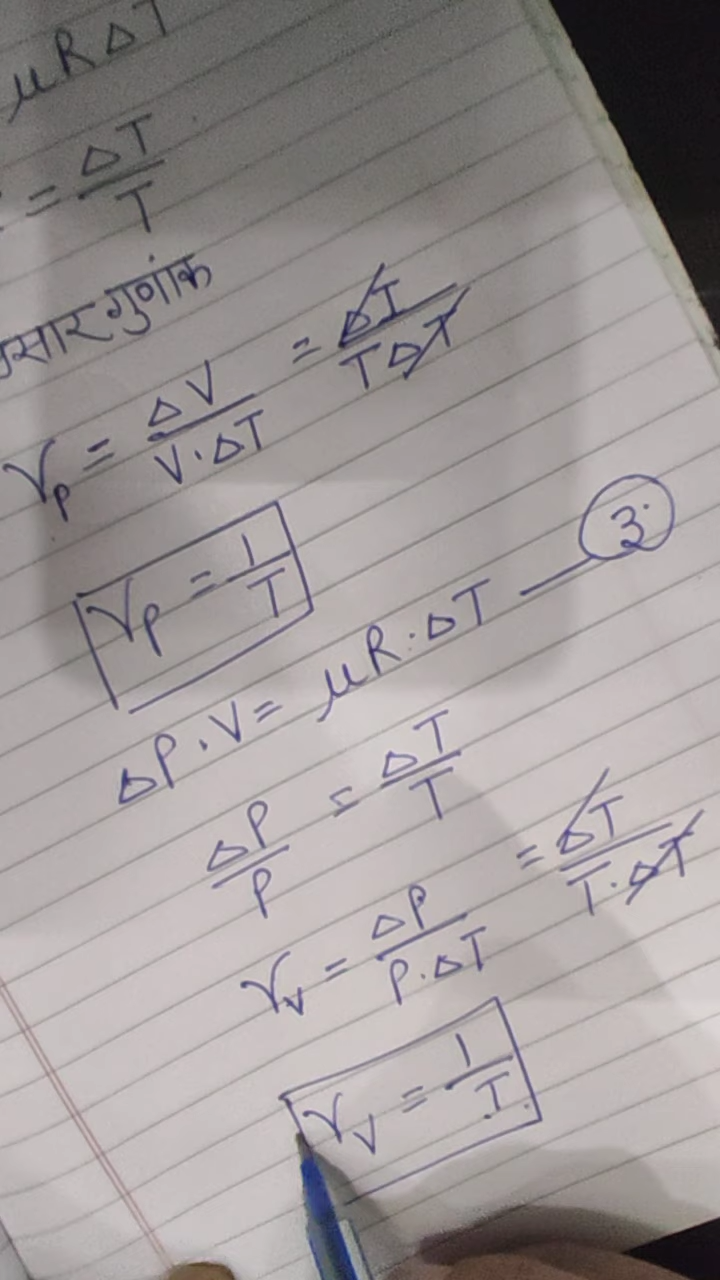 μRΔT
= ΔT/T
गुणांक
γp = ΔV/V·ΔT = ΔT/TΔT
γp = 1/T
ΔP·V = μR·ΔT — 3
ΔP/P = ΔT/T
γv = ΔP/P·ΔT = ΔT/T·ΔT
γv = 1/T